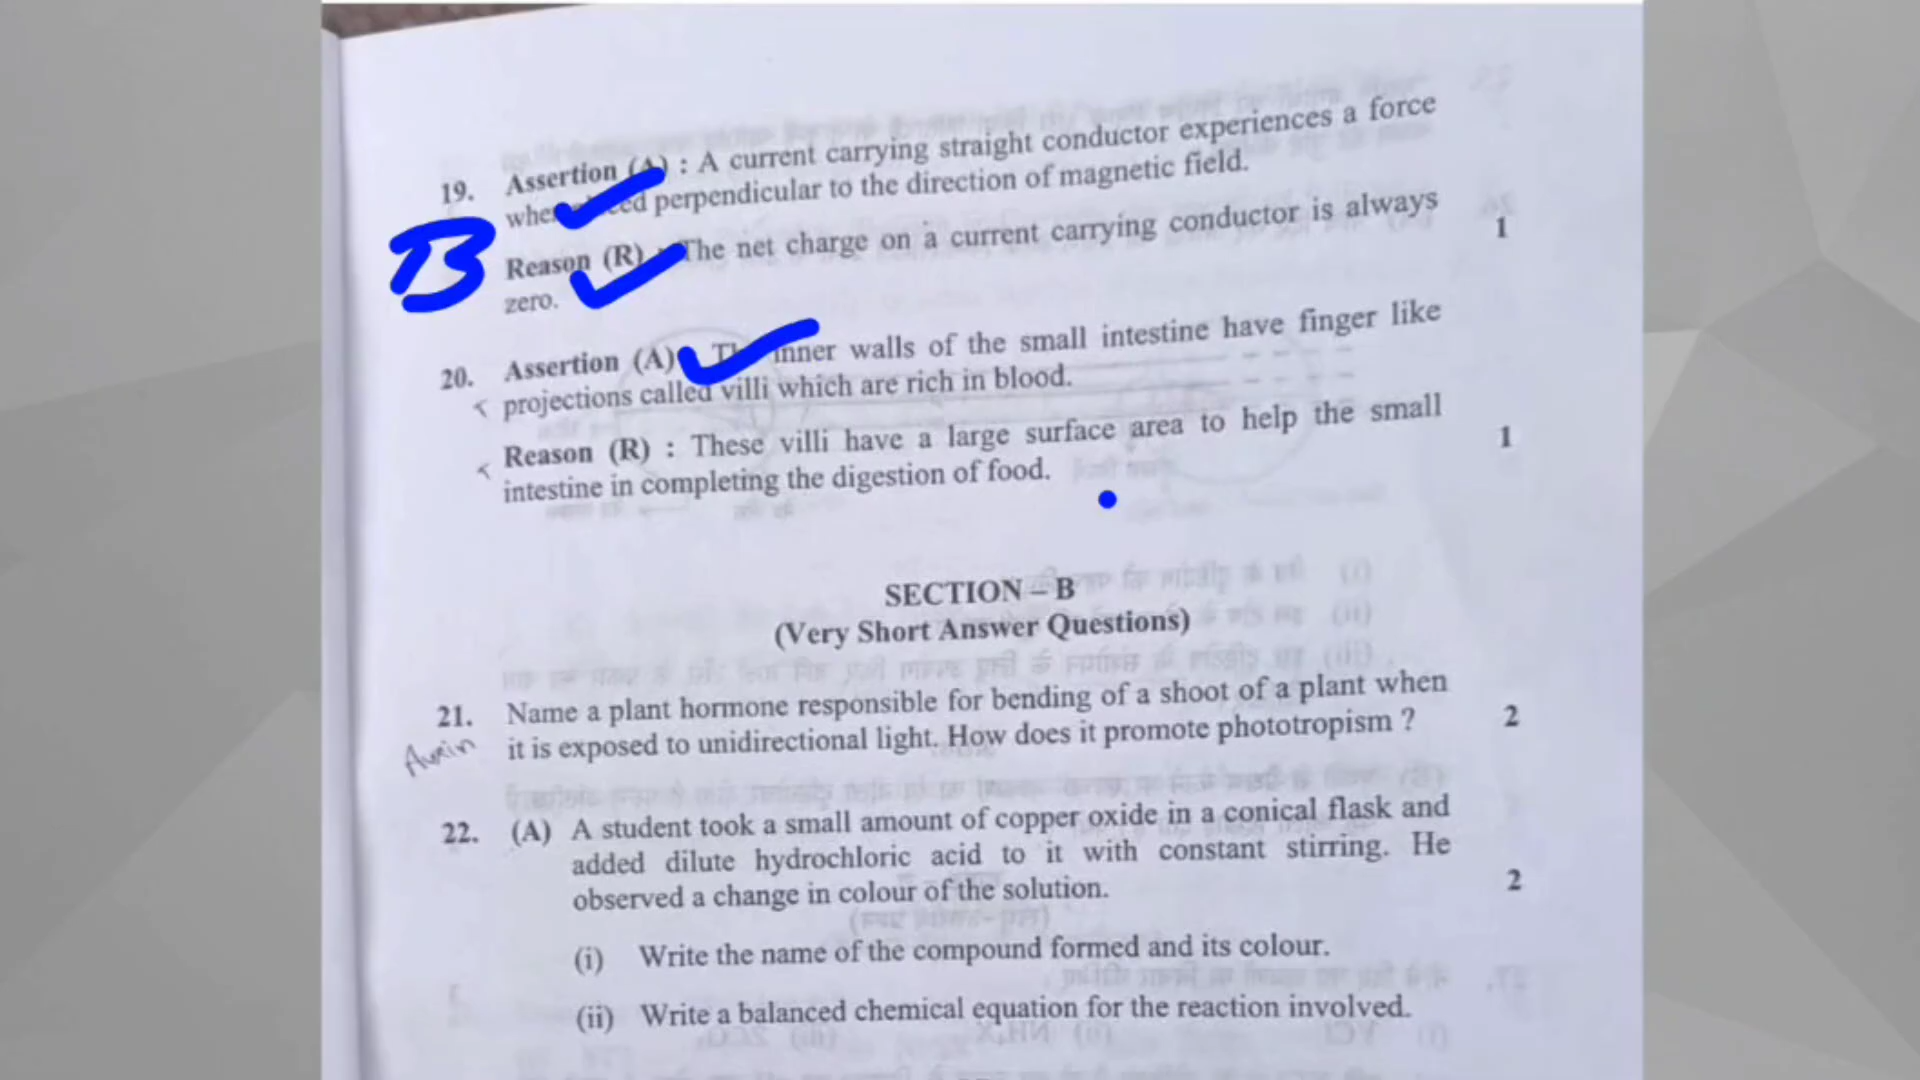 19. Assertion (A) : A current carrying straight conductor experiences a force
perpendicular to the direction of magnetic field.
B
Reason (R) : The net charge on a current carrying conductor is always
zero.
1
20. Assertion (A) The inner walls of the small intestine have finger like
projections called villi which are rich in blood.
Reason (R) : These villi have a large surface area to help the small
intestine in completing the digestion of food.
1
SECTION – B
(Very Short Answer Questions)
21. Name a plant hormone responsible for bending of a shoot of a plant when
it is exposed to unidirectional light. How does it promote phototropism ?
2
Auxin
22. (A) A student took a small amount of copper oxide in a conical flask and
added dilute hydrochloric acid to it with constant stirring. He
observed a change in colour of the solution.
2
(i) Write the name of the compound formed and its colour.
(ii) Write a balanced chemical equation for the reaction involved.